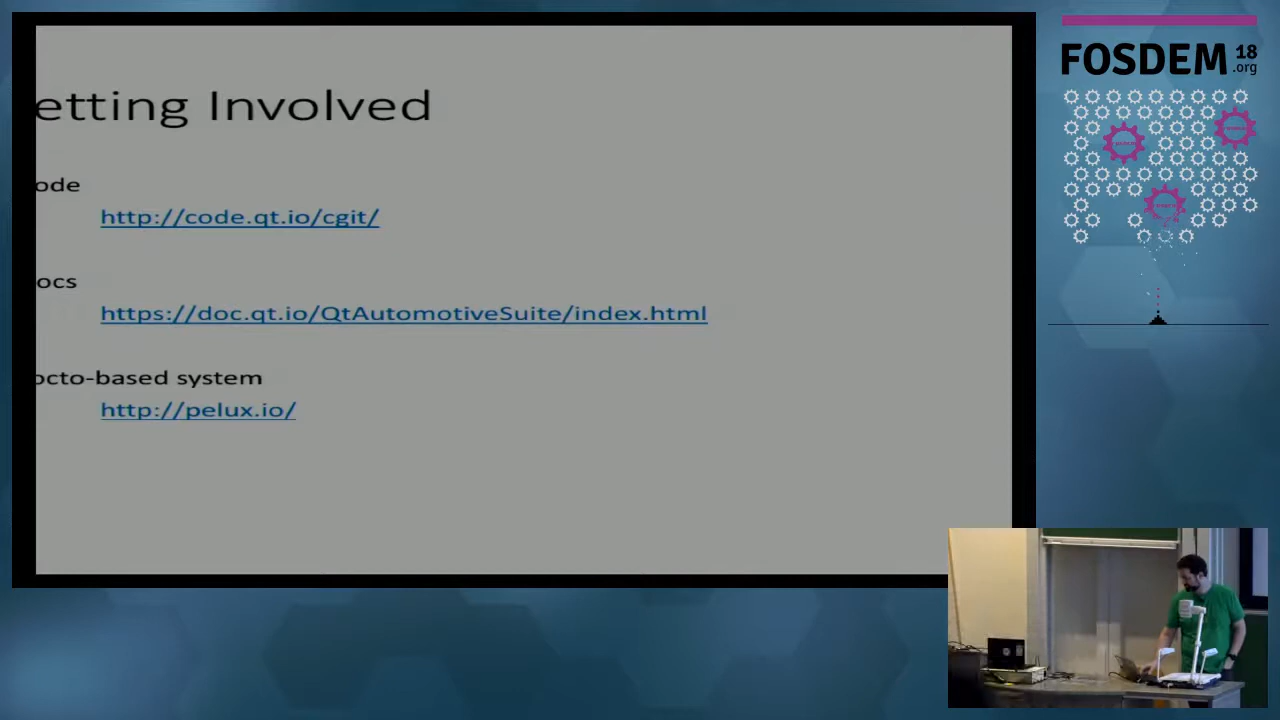 etting Involved
ode
http://code.qt.io/cgit/
ocs
https://doc.qt.io/QtAutomotiveSuite/index.html
octo-based system
http://pelux.io/
FOSDEM 18
.org